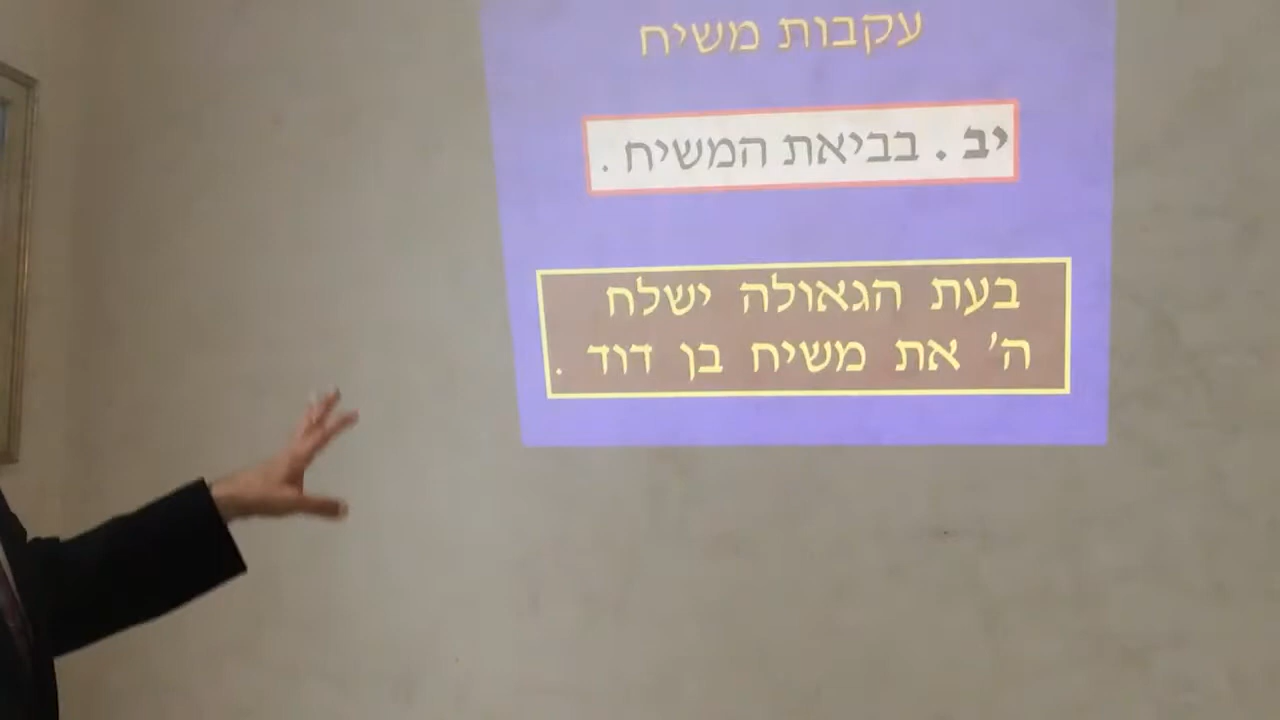 עקבות משיח
יב . בביאת המשיח .
בעת הגאולה ישלח
ה' את משיח בן דוד .